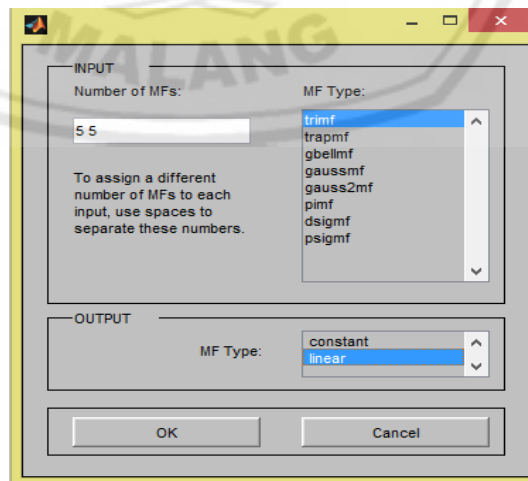 MALANG
INPUT
Number of MFs:
5 5
To assign a different
number of MFs to each
input, use spaces to
separate these numbers.
MF Type:
trimf
trapmf
gbellmf
gaussmf
gauss2mf
pimf
dsigmf
psigmf
OUTPUT
MF Type:
constant
linear
OK
Cancel